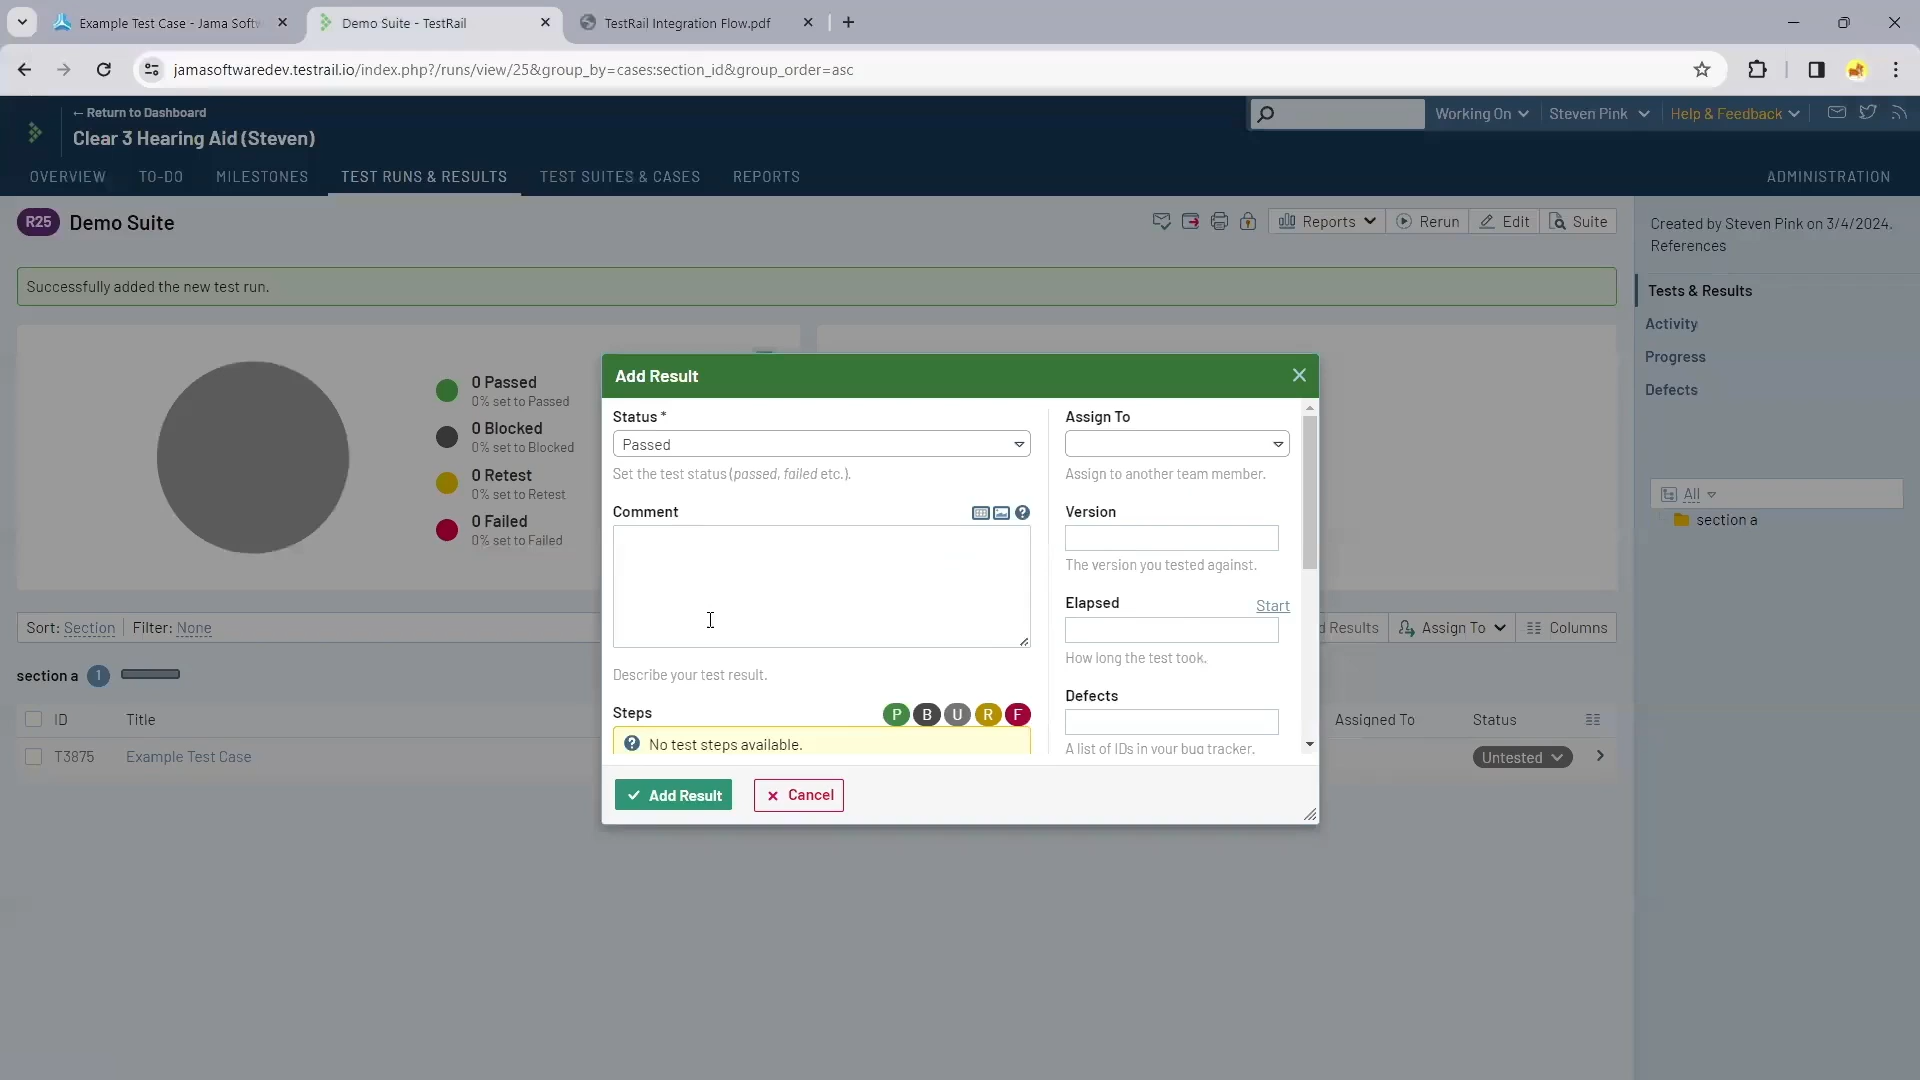 Example Test Case - Jama Softw
Demo Suite - TestRail
TestRail Integration Flow.pdf
jamasoftwaredev.testrail.io/index.php?/runs/view/25&group_by=cases:section_id&group_order=asc
← Return to Dashboard
Clear 3 Hearing Aid (Steven)
Working On
Steven Pink
Help & Feedback
OVERVIEW
TO-DO
MILESTONES
TEST RUNS & RESULTS
TEST SUITES & CASES
REPORTS
ADMINISTRATION
R25 Demo Suite
Reports
Rerun
Edit
Suite
Created by Steven Pink on 3/4/2024.
References
Successfully added the new test run.
Tests & Results
Activity
Progress
Defects
0 Passed
0% set to Passed
0 Blocked
0% set to Blocked
0 Retest
0% set to Retest
0 Failed
0% set to Failed
All
section a
Add Result
Status *
Passed
Set the test status (passed, failed etc.).
Comment
Describe your test result.
Steps
P B U R F
No test steps available.
Assign To
Assign to another team member.
Version
The version you tested against.
Elapsed
Start
How long the test took.
Defects
A list of IDs in your bug tracker.
Add Result
Cancel
Sort: Section
Filter: None
d Results
Assign To
Columns
section a 1
ID
Title
Assigned To
Status
T3875
Example Test Case
Untested